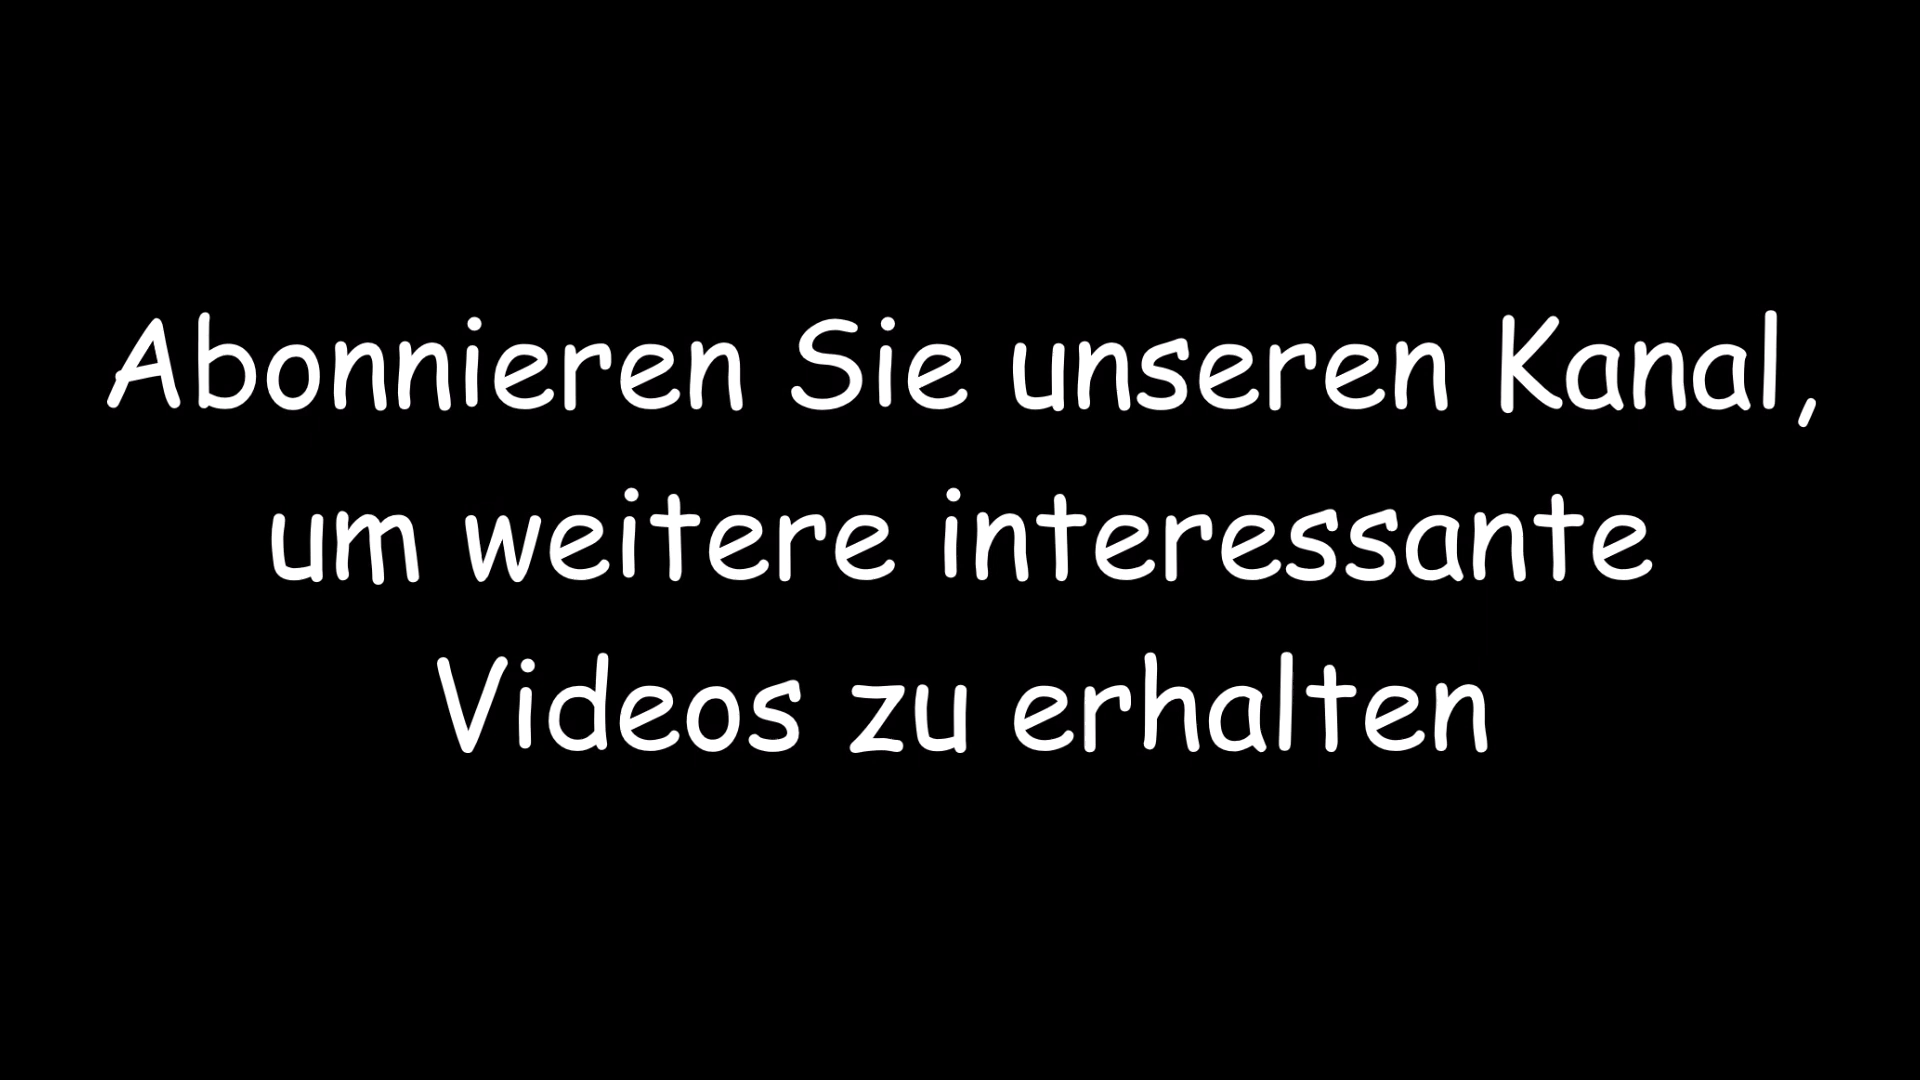 Abonnieren Sie unseren Kanal,
um weitere interessante
Videos zu erhalten